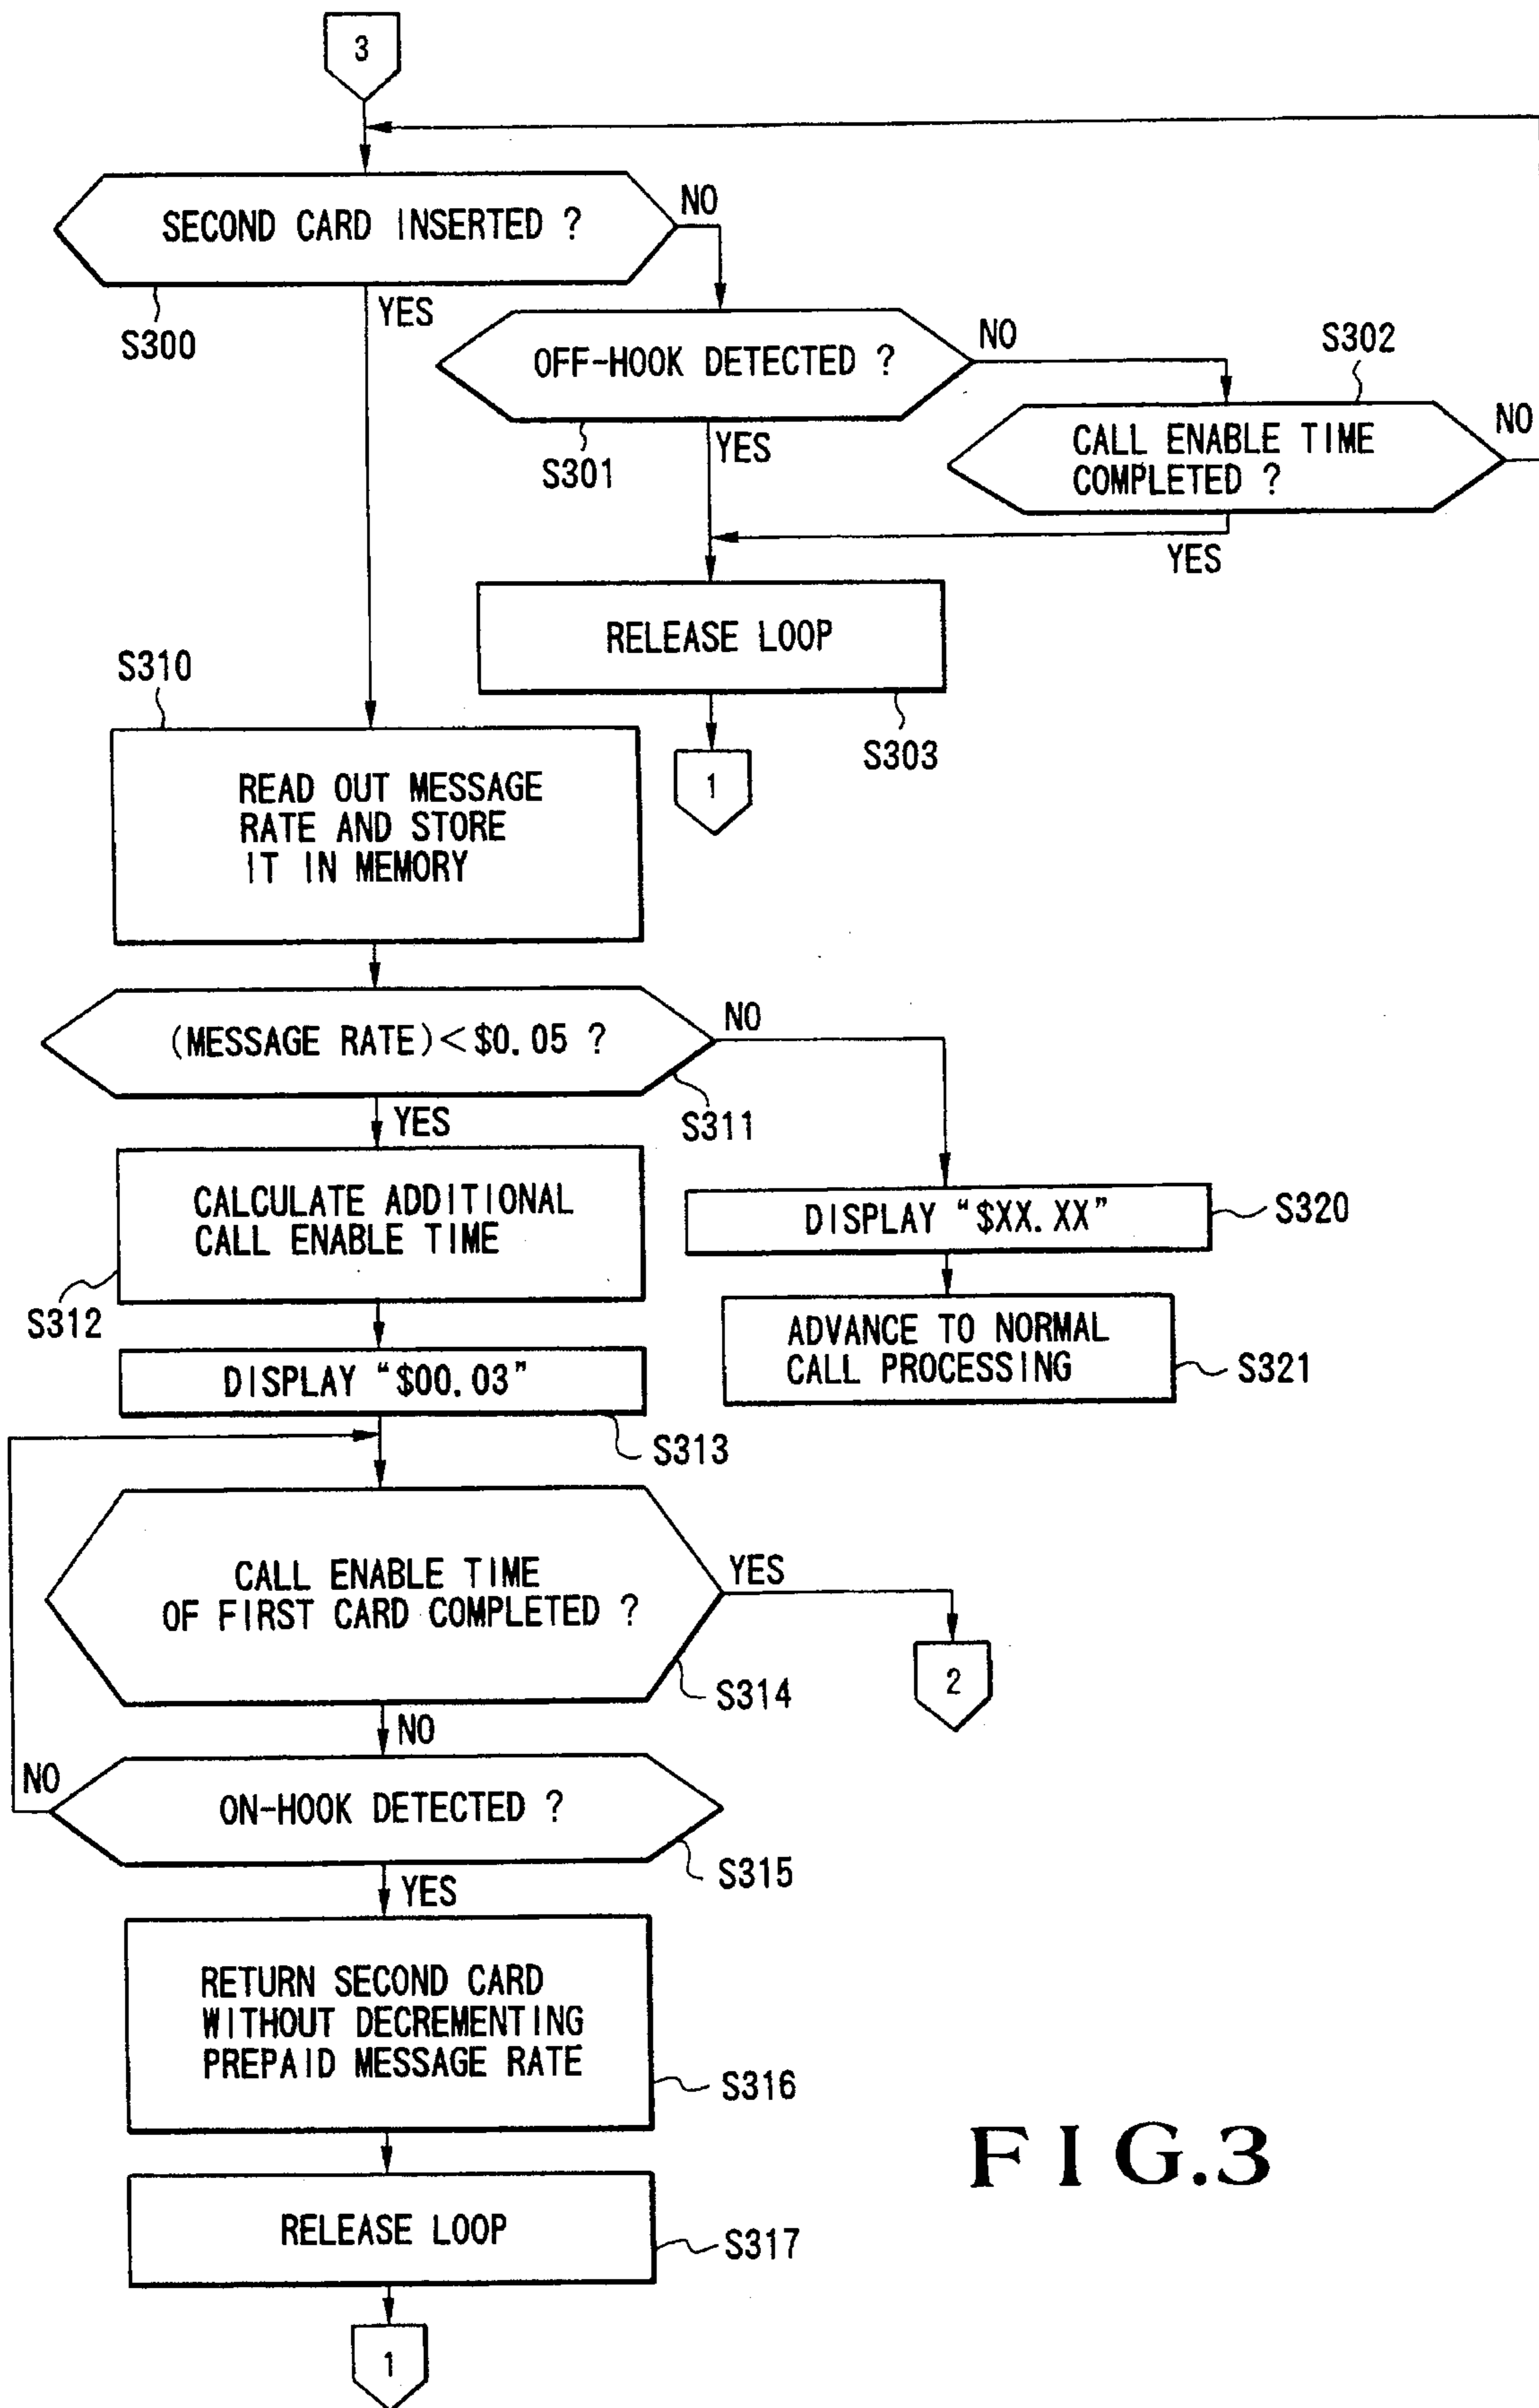 3
SECOND CARD INSERTED ?
NO
S300
YES
OFF-HOOK DETECTED ?
NO
S302
S301
YES
CALL ENABLE TIME
COMPLETED ?
NO
YES
RELEASE LOOP
S303
1
S310
READ OUT MESSAGE
RATE AND STORE
IT IN MEMORY
(MESSAGE RATE)<$0.05 ?
NO
S311
YES
CALCULATE ADDITIONAL
CALL ENABLE TIME
S312
DISPLAY “$XX.XX”
S320
ADVANCE TO NORMAL
CALL PROCESSING
S321
DISPLAY “$00.03”
S313
CALL ENABLE TIME
OF FIRST CARD COMPLETED ?
YES
S314
2
NO
NO
ON-HOOK DETECTED ?
S315
YES
RETURN SECOND CARD
WITHOUT DECREMENTING
PREPAID MESSAGE RATE
S316
RELEASE LOOP
S317
1
FIG.3